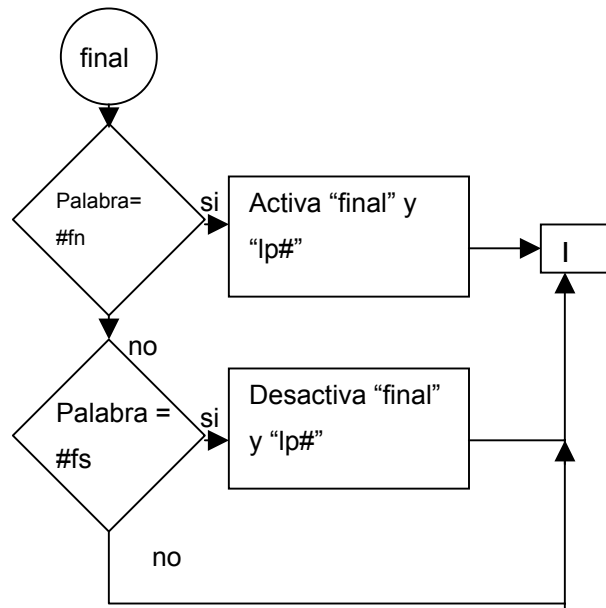 final
Palabra=
#fn
si
Activa “final” y
“lp#”
I
no
Palabra =
#fs
si
Desactiva “final”
y “lp#”
no